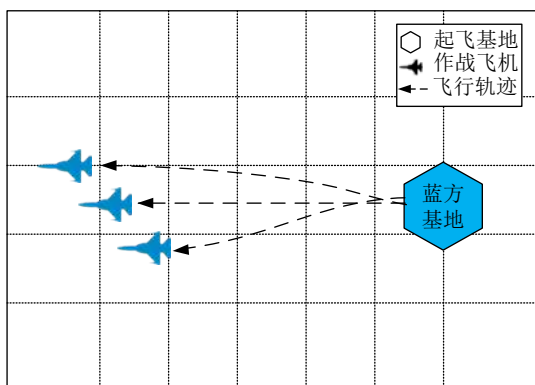 起飞基地
作战飞机
飞行轨迹
蓝方
基地